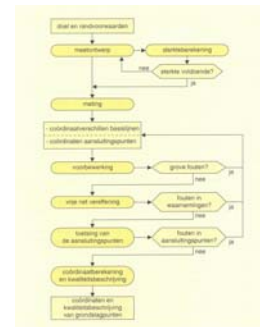 doel en randvoorwaarden
meetontwerp
sterkteberekening
sterkte voldoende?
nee
ja
meting
- coördinaatverschillen basislijnen
- coördinaten aansluitingspunten
voorbewerking
grove fouten?
ja
nee
vrije net vereffening
fouten in
waarnemingen?
ja
nee
toetsing van
de aansluitingspunten
fouten in
aansluitingspunten?
ja
nee
coördinaatberekening
en kwaliteitsbeschrijving
coördinaten en
kwaliteitsbeschrijving
van grondslagpunten